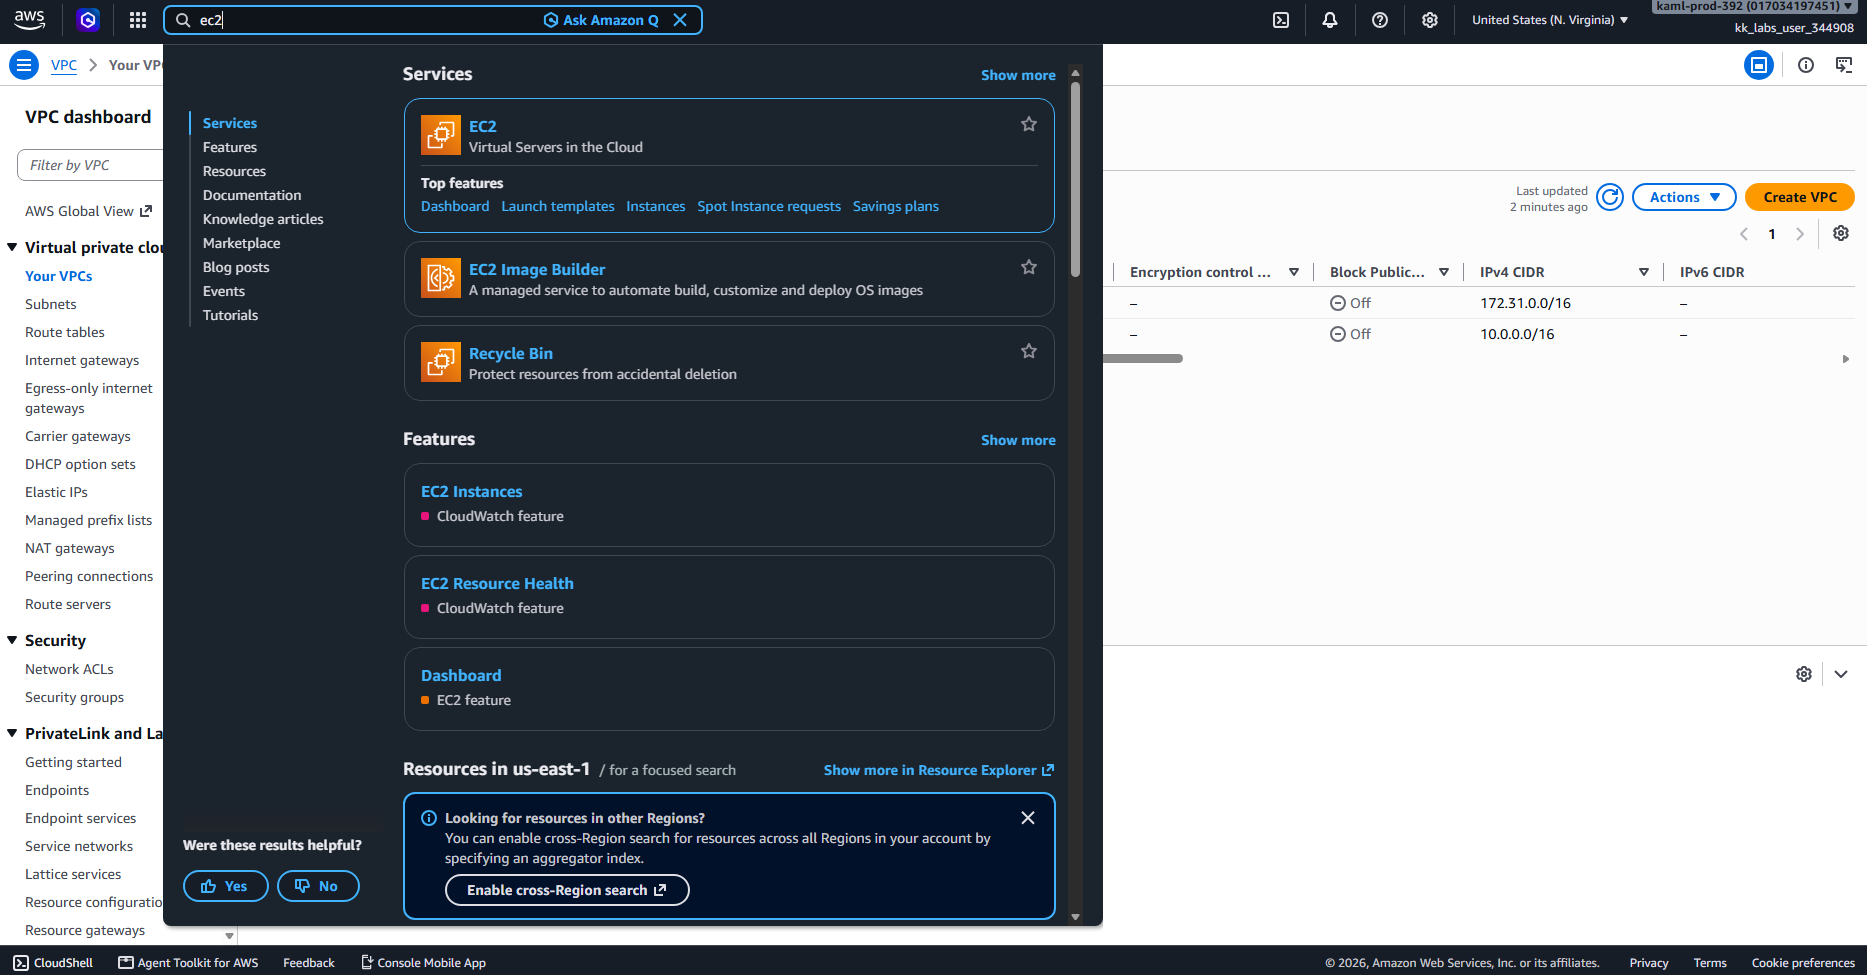 aws
ec2
Ask Amazon Q
United States (N. Virginia)
kaml-prod-392 (017034197451)
kk_labs_user_344908
VPC
Your VP
VPC dashboard
Filter by VPC
AWS Global View
Virtual private clou
Your VPCs
Subnets
Route tables
Internet gateways
Egress-only internet
gateways
Carrier gateways
DHCP option sets
Elastic IPs
Managed prefix lists
NAT gateways
Peering connections
Route servers
Security
Network ACLs
Security groups
PrivateLink and La
Getting started
Endpoints
Endpoint services
Service networks
Lattice services
Resource configuratio
Resource gateways
Services
Features
Resources
Documentation
Knowledge articles
Marketplace
Blog posts
Events
Tutorials
Were these results helpful?
Yes
No
Services
Show more
EC2
Virtual Servers in the Cloud
Top features
Dashboard Launch templates Instances Spot Instance requests Savings plans
EC2 Image Builder
A managed service to automate build, customize and deploy OS images
Recycle Bin
Protect resources from accidental deletion
Features
Show more
EC2 Instances
CloudWatch feature
EC2 Resource Health
CloudWatch feature
Dashboard
EC2 feature
Resources in us-east-1 / for a focused search
Show more in Resource Explorer
Looking for resources in other Regions?
You can enable cross-Region search for resources across all Regions in your account by
specifying an aggregator index.
Enable cross-Region search
Last updated
2 minutes ago
Actions
Create VPC
1
Encryption control ... Block Public... IPv4 CIDR IPv6 CIDR
– Off 172.31.0.0/16 –
– Off 10.0.0.0/16 –
CloudShell Agent Toolkit for AWS Feedback Console Mobile App
© 2026, Amazon Web Services, Inc. or its affiliates. Privacy Terms Cookie preferences